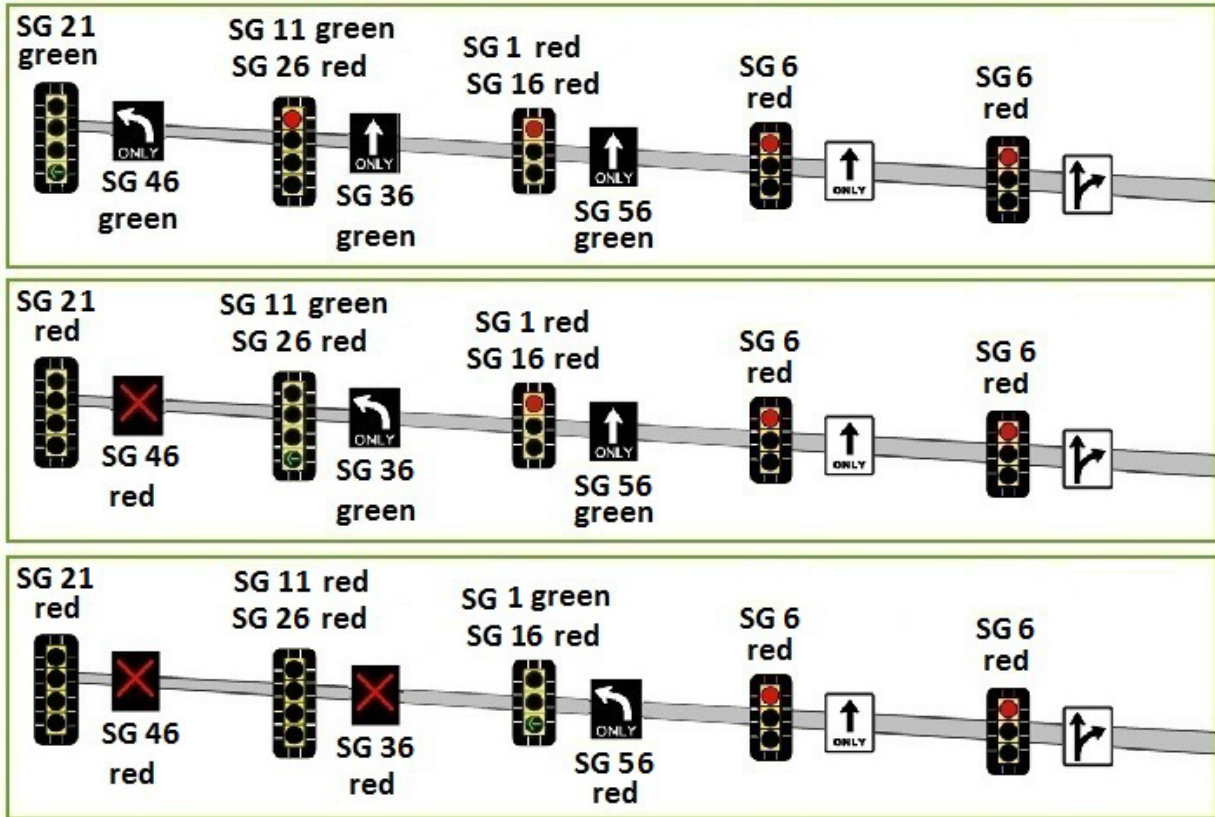 SG 21
green
SG 11 green
SG 26 red
SG 1 red
SG 16 red
SG 6
red
SG 6
red
ONLY
SG 46
green
ONLY
SG 36
green
ONLY
SG 56
green
ONLY
SG 21
red
SG 11 green
SG 26 red
SG 1 red
SG 16 red
SG 6
red
SG 6
red
SG 46
red
ONLY
SG 36
green
ONLY
SG 56
green
ONLY
SG 21
red
SG 11 red
SG 26 red
SG 1 green
SG 16 red
SG 6
red
SG 6
red
SG 46
red
SG 36
red
ONLY
SG 56
red
ONLY